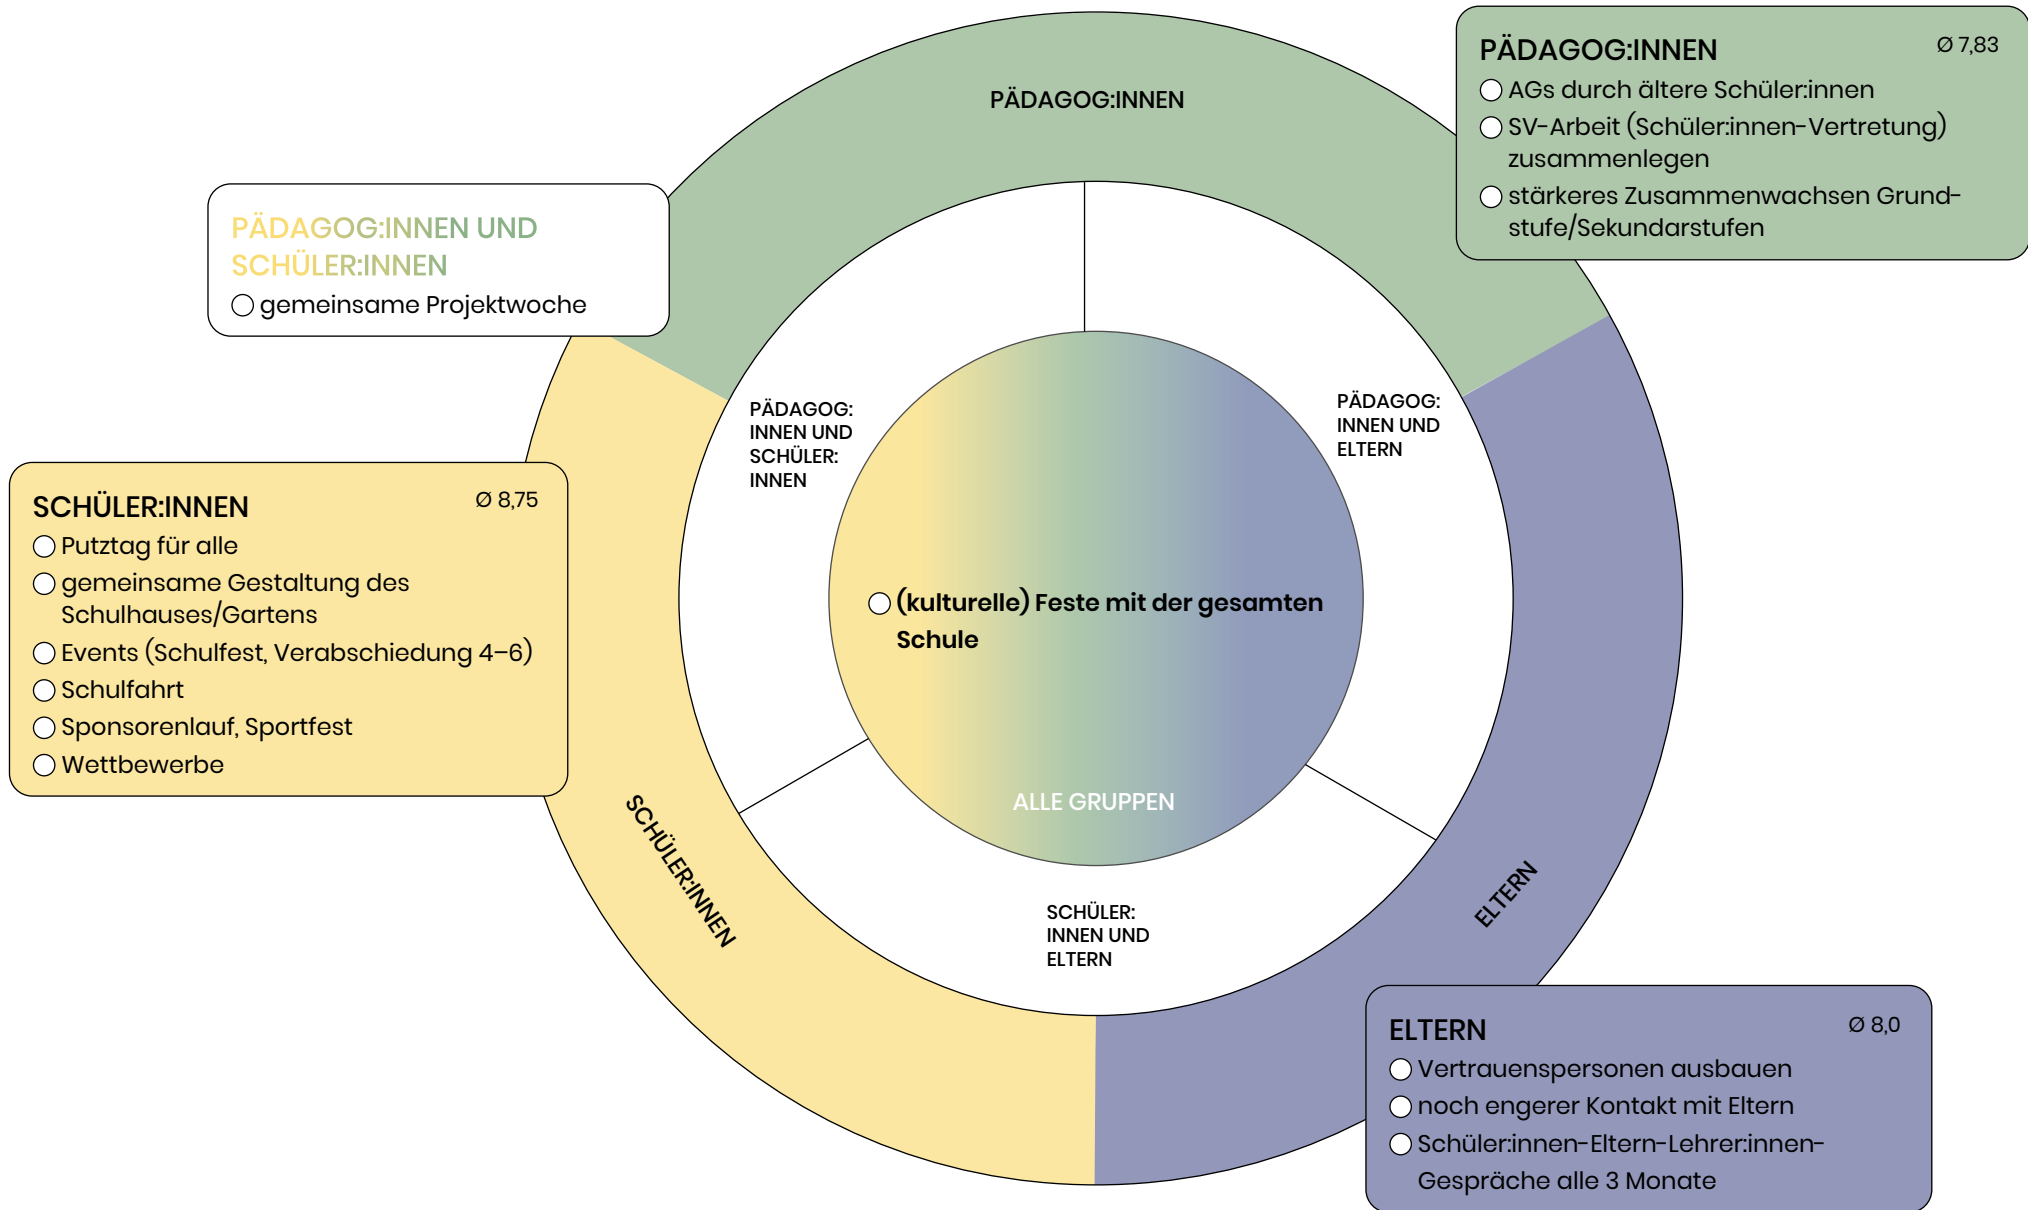 PÄDAGOG:INNEN
PÄDAGOG:INNEN Ø 7,83
AGs durch ältere Schüler:innen
SV-Arbeit (Schüler:innen-Vertretung)
zusammenlegen
stärkeres Zusammenwachsen Grund-
stufe/Sekundarstufen
PÄDAGOG:INNEN UND
SCHÜLER:INNEN
gemeinsame Projektwoche
PÄDAGOG:
INNEN UND
SCHÜLER:
INNEN
PÄDAGOG:
INNEN UND
ELTERN
SCHÜLER:INNEN Ø 8,75
Putztag für alle
gemeinsame Gestaltung des
Schulhauses/Gartens
Events (Schulfest, Verabschiedung 4–6)
Schulfahrt
Sponsorenlauf, Sportfest
Wettbewerbe
(kulturelle) Feste mit der gesamten
Schule
ALLE GRUPPEN
SCHÜLER:INNEN
ELTERN
SCHÜLER:
INNEN UND
ELTERN
ELTERN Ø 8,0
Vertrauenspersonen ausbauen
noch engerer Kontakt mit Eltern
Schüler:innen-Eltern-Lehrer:innen-
Gespräche alle 3 Monate